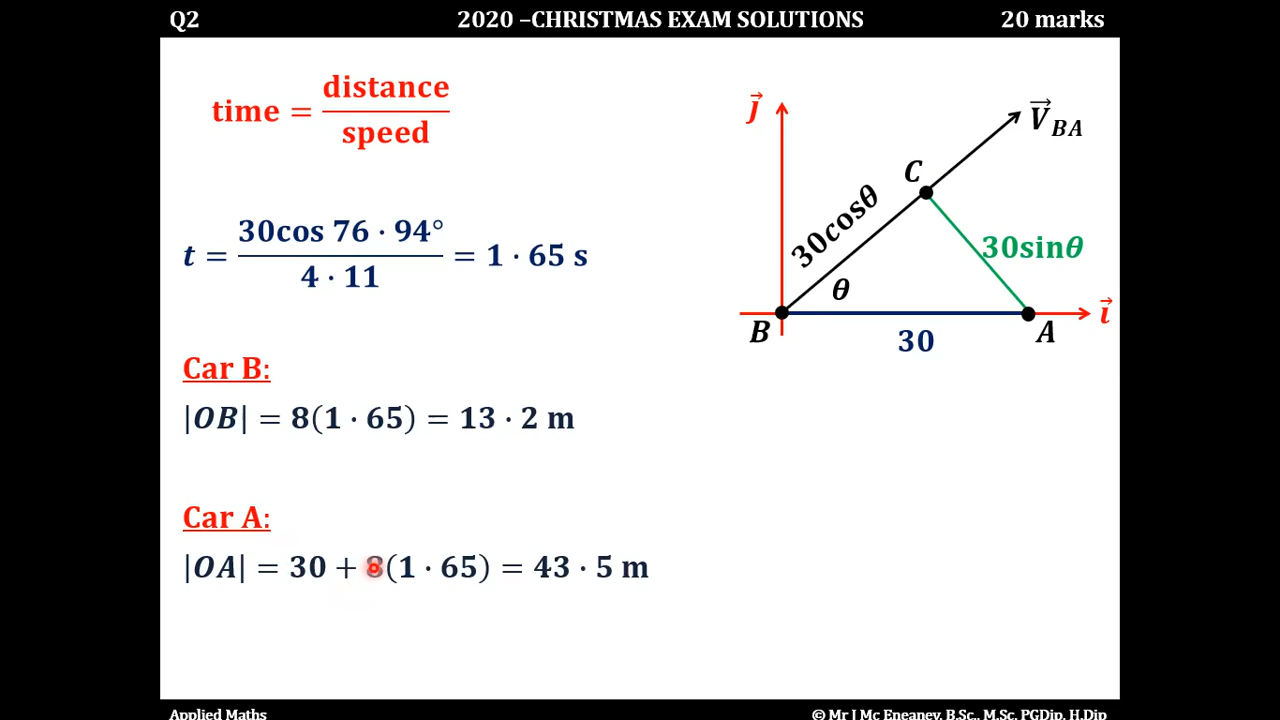 Q2 2020 –CHRISTMAS EXAM SOLUTIONS 20 marks
time = distance / speed
t = 30cos 76·94° / 4·11 = 1·65 s
Car B:
|OB| = 8(1·65) = 13·2 m
Car A:
|OA| = 30 + 8(1·65) = 43·5 m
j⃗
V⃗BA
C
30cosθ
30sinθ
θ
B
30
A
i⃗
Applied Maths © Mr J Mc Eneaney, B.Sc., M.Sc, PGDip, H.Dip